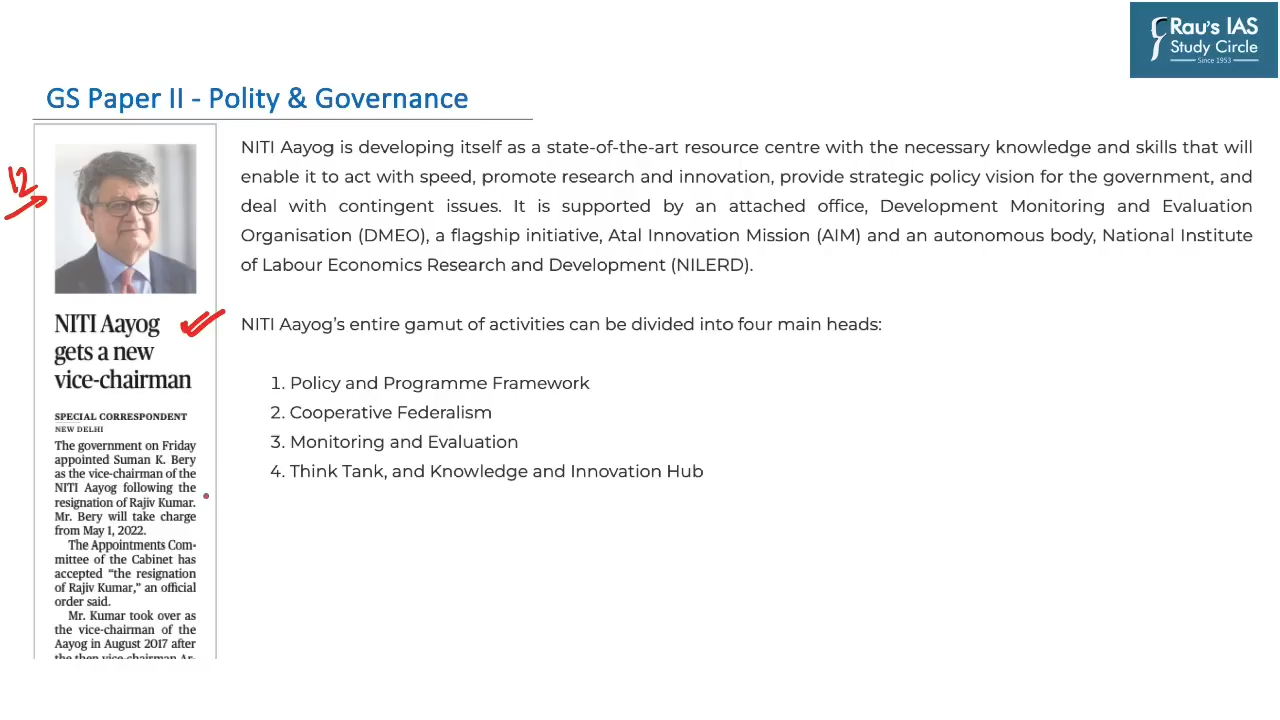 Rau's IAS
Study Circle
Since 1953
GS Paper II - Polity & Governance
12
NITI Aayog
gets a new
vice-chairman
SPECIAL CORRESPONDENT
NEW DELHI
The government on Friday
appointed Suman K. Bery
as the vice-chairman of the
NITI Aayog following the
resignation of Rajiv Kumar.
Mr. Bery will take charge
from May 1, 2022.
The Appointments Com-
mittee of the Cabinet has
accepted “the resignation
of Rajiv Kumar,” an official
order said.
Mr. Kumar took over as
the vice-chairman of the
Aayog in August 2017 after
the then vice-chairman Ar-
NITI Aayog is developing itself as a state-of-the-art resource centre with the necessary knowledge and skills that will
enable it to act with speed, promote research and innovation, provide strategic policy vision for the government, and
deal with contingent issues. It is supported by an attached office, Development Monitoring and Evaluation
Organisation (DMEO), a flagship initiative, Atal Innovation Mission (AIM) and an autonomous body, National Institute
of Labour Economics Research and Development (NILERD).
NITI Aayog’s entire gamut of activities can be divided into four main heads:
1. Policy and Programme Framework
2. Cooperative Federalism
3. Monitoring and Evaluation
4. Think Tank, and Knowledge and Innovation Hub